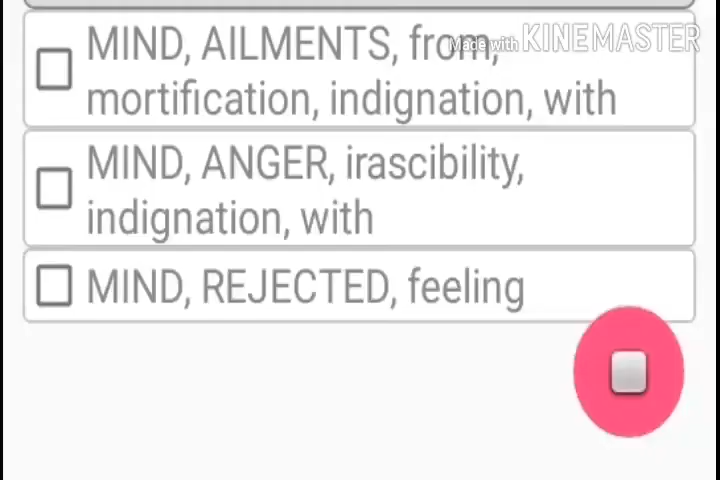 MIND, AILMENTS, from,
Made with KINEMASTER
mortification, indignation, with
MIND, ANGER, irascibility,
indignation, with
MIND, REJECTED, feeling